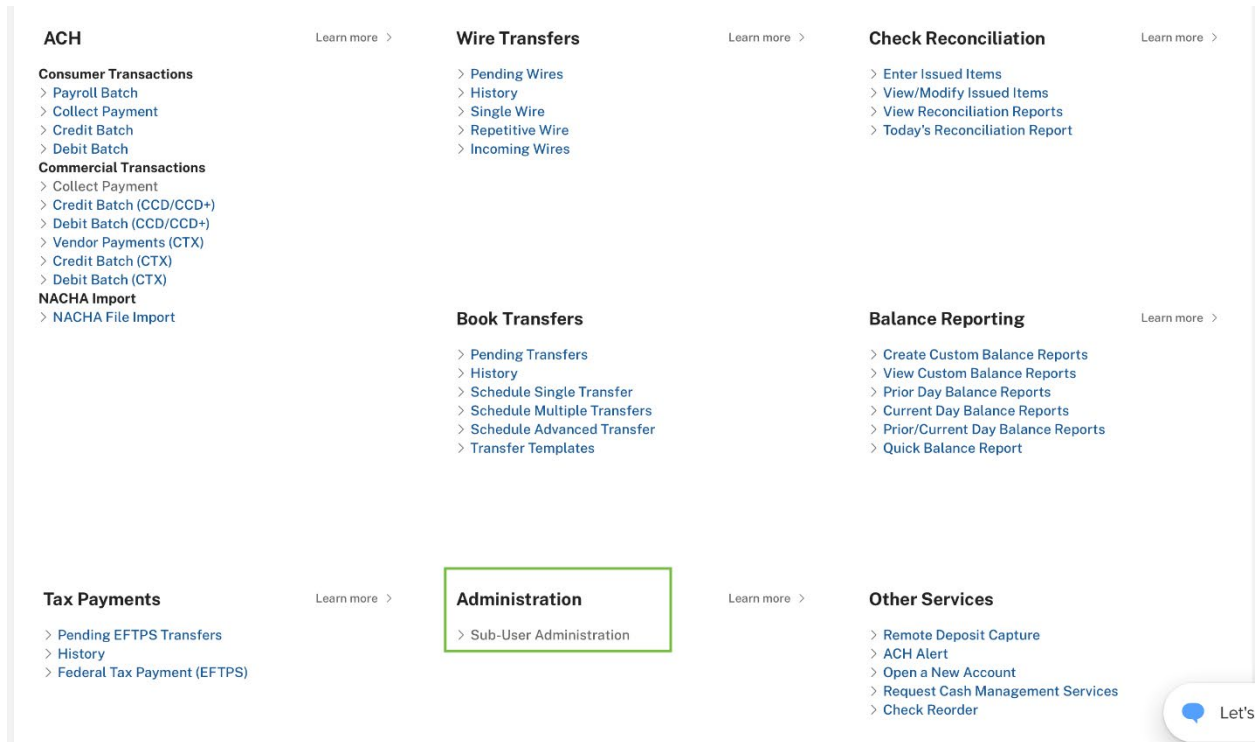 ACH
Learn more >
Consumer Transactions
> Payroll Batch
> Collect Payment
> Credit Batch
> Debit Batch
Commercial Transactions
> Collect Payment
> Credit Batch (CCD/CCD+)
> Debit Batch (CCD/CCD+)
> Vendor Payments (CTX)
> Credit Batch (CTX)
> Debit Batch (CTX)
NACHA Import
> NACHA File Import
Wire Transfers
Learn more >
> Pending Wires
> History
> Single Wire
> Repetitive Wire
> Incoming Wires
Check Reconciliation
Learn more >
> Enter Issued Items
> View/Modify Issued Items
> View Reconciliation Reports
> Today's Reconciliation Report
Book Transfers
> Pending Transfers
> History
> Schedule Single Transfer
> Schedule Multiple Transfers
> Schedule Advanced Transfer
> Transfer Templates
Balance Reporting
Learn more >
> Create Custom Balance Reports
> View Custom Balance Reports
> Prior Day Balance Reports
> Current Day Balance Reports
> Prior/Current Day Balance Reports
> Quick Balance Report
Tax Payments
Learn more >
> Pending EFTPS Transfers
> History
> Federal Tax Payment (EFTPS)
Administration
Learn more >
> Sub-User Administration
Other Services
> Remote Deposit Capture
> ACH Alert
> Open a New Account
> Request Cash Management Services
> Check Reorder
Let's